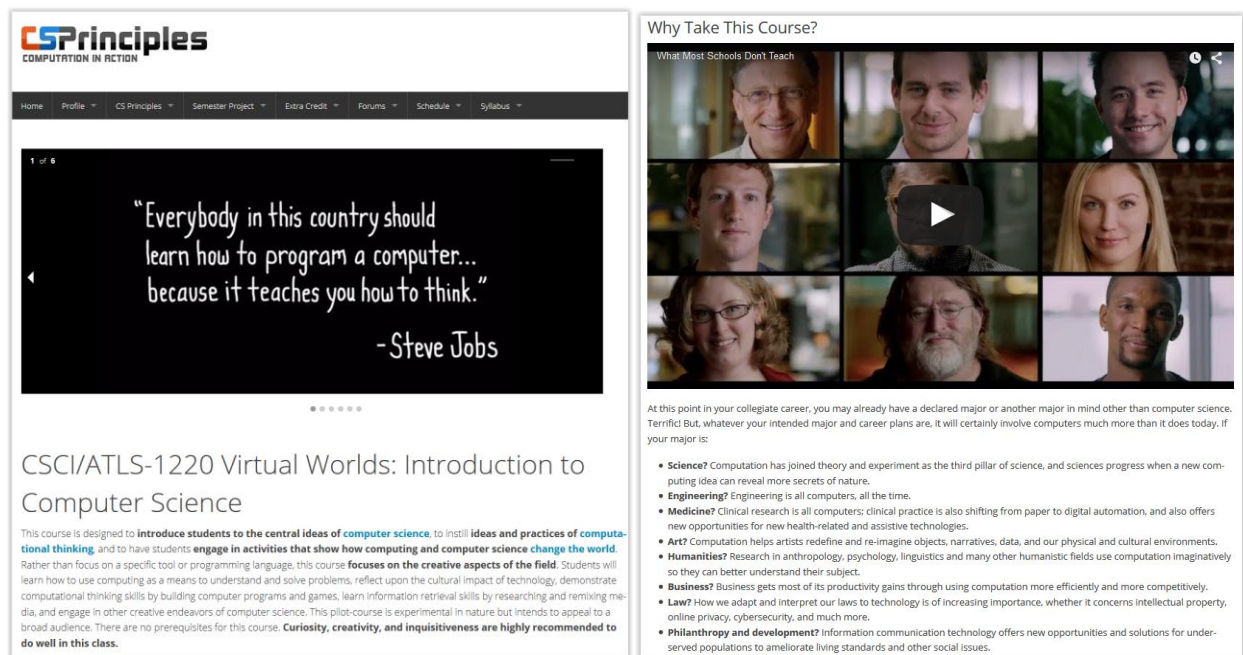 CSPrinciples
COMPUTATION IN ACTION
Home Profile CS Principles Semester Project Extra Credit Forums Schedule Syllabus
1 of 6
“Everybody in this country should
learn how to program a computer...
because it teaches you how to think.”
-Steve Jobs
CSCI/ATLS-1220 Virtual Worlds: Introduction to
Computer Science
This course is designed to introduce students to the central ideas of computer science, to instill ideas and practices of computa-
tional thinking, and to have students engage in activities that show how computing and computer science change the world.
Rather than focus on a specific tool or programming language, this course focuses on the creative aspects of the field. Students will
learn how to use computing as a means to understand and solve problems, reflect upon the cultural impact of technology, demonstrate
computational thinking skills by building computer programs and games, learn information retrieval skills by researching and remixing me-
dia, and engage in other creative endeavors of computer science. This pilot-course is experimental in nature but intends to appeal to a
broad audience. There are no prerequisites for this course. Curiosity, creativity, and inquisitiveness are highly recommended to
do well in this class.
Why Take This Course?
What Most Schools Don't Teach
At this point in your collegiate career, you may already have a declared major or another major in mind other than computer science.
Terrific! But, whatever your intended major and career plans are, it will certainly involve computers much more than it does today. If
your major is:
• Science? Computation has joined theory and experiment as the third pillar of science, and sciences progress when a new com-
puting idea can reveal more secrets of nature.
• Engineering? Engineering is all computers, all the time.
• Medicine? Clinical research is all computers; clinical practice is also shifting from paper to digital automation, and also offers
new opportunities for new health-related and assistive technologies.
• Art? Computation helps artists redefine and re-imagine objects, narratives, data, and our physical and cultural environments.
• Humanities? Research in anthropology, psychology, linguistics and many other humanistic fields use computation imaginatively
so they can better understand their subject.
• Business? Business gets most of its productivity gains through using computation more efficiently and more competitively.
• Law? How we adapt and interpret our laws to technology is of increasing importance, whether it concerns intellectual property,
online privacy, cybersecurity, and much more.
• Philanthropy and development? Information communication technology offers new opportunities and solutions for under-
served populations to ameliorate living standards and other social issues.